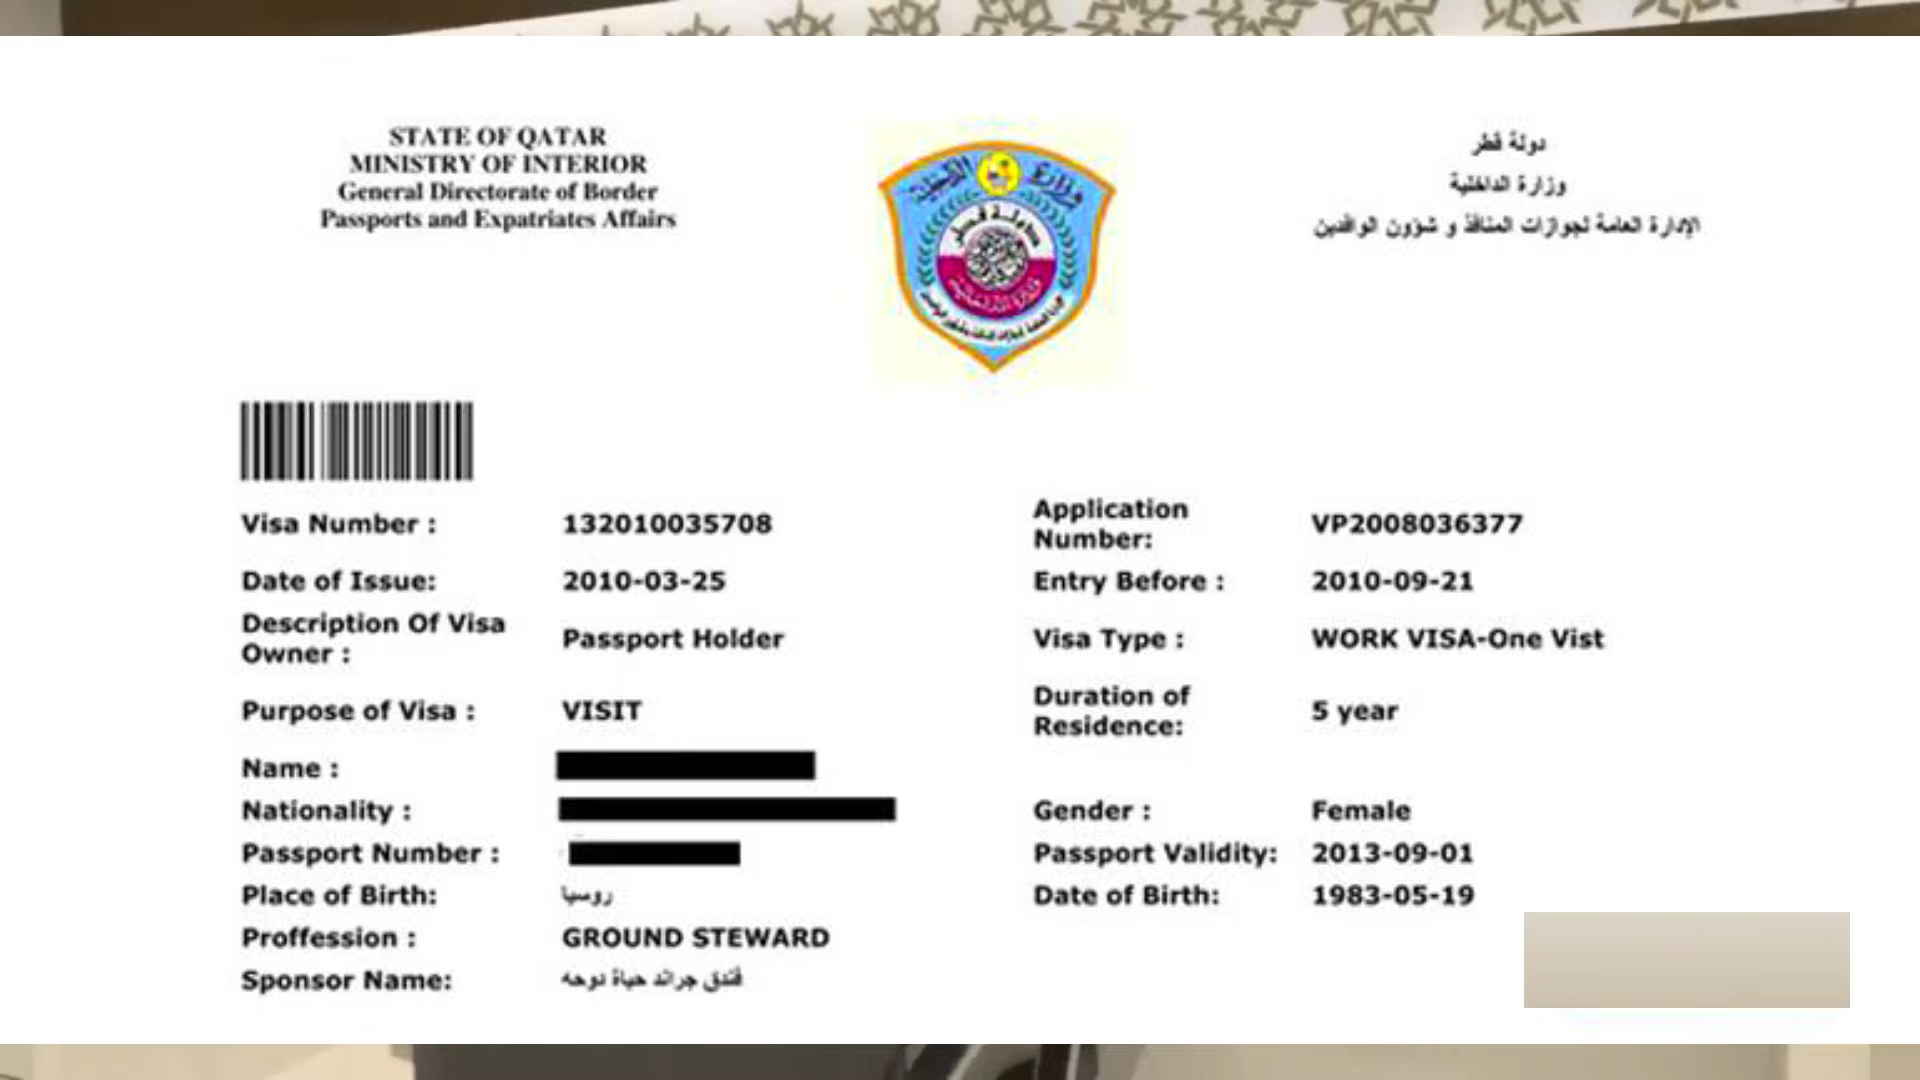 STATE OF QATAR
MINISTRY OF INTERIOR
General Directorate of Border
Passports and Expatriates Affairs
دولة قطر
وزارة الداخلية
الإدارة العامة لجوازات المنافذ و شؤون الوافدين
وزارة الداخلية
دولة قطر
Visa Number : 132010035708
Application Number: VP2008036377
Date of Issue: 2010-03-25
Entry Before : 2010-09-21
Description Of Visa Owner : Passport Holder
Visa Type : WORK VISA-One Vist
Purpose of Visa : VISIT
Duration of Residence: 5 year
Name :
Nationality :
Gender : Female
Passport Number :
Passport Validity: 2013-09-01
Place of Birth: روسيا
Date of Birth: 1983-05-19
Proffession : GROUND STEWARD
Sponsor Name: فندق جراند حياة دوحه